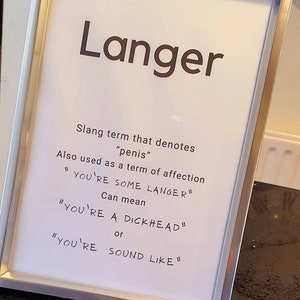 Langer
Slang term that denotes
"penis"
Also used as a term of affection
" YOU'RE SOME LANGER"
Can mean
"YOU'RE A DICKHEAD"
or
"YOU'RE SOUND LIKE"